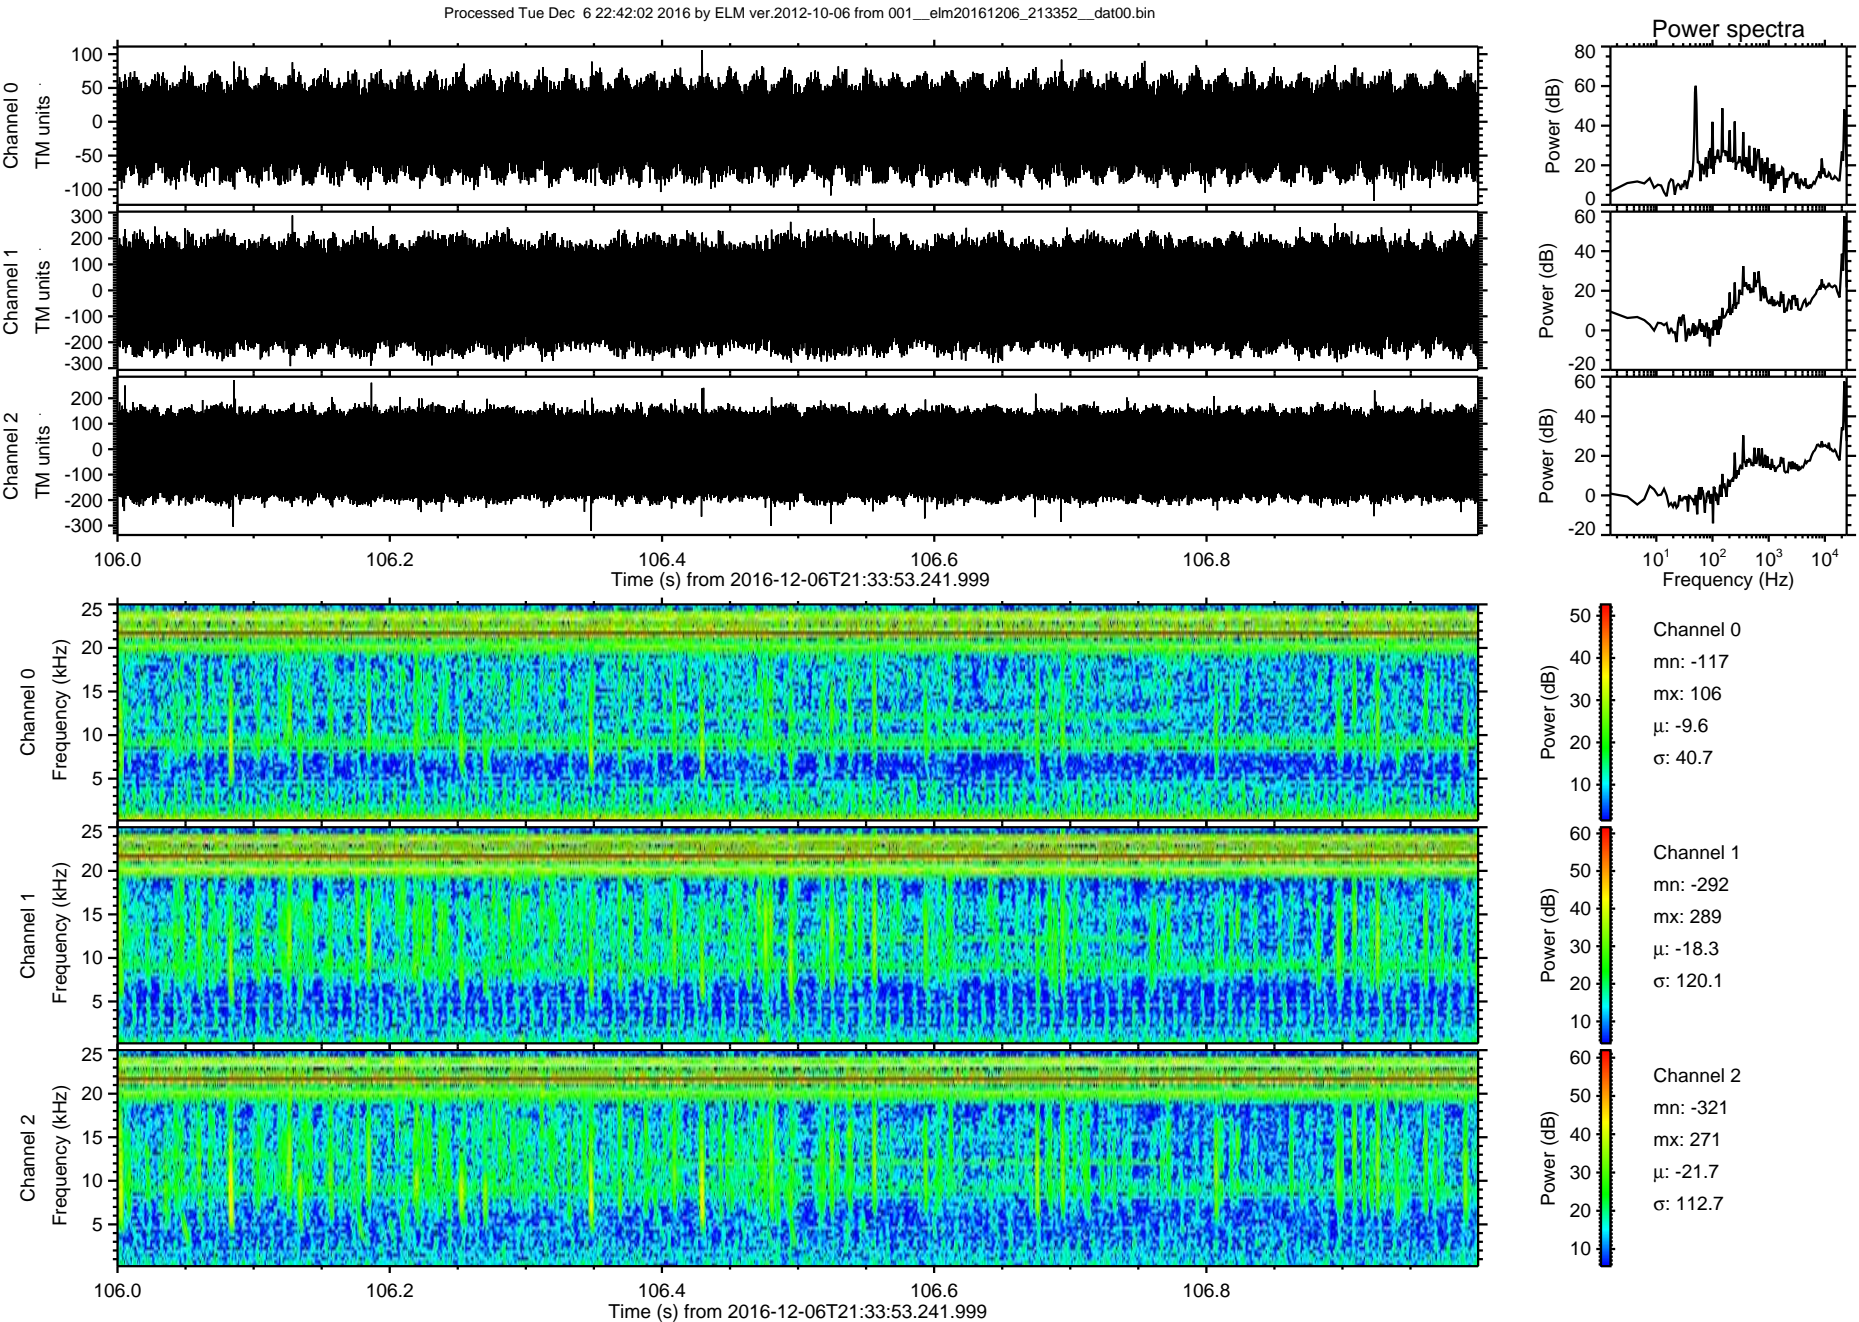 Processed Tue Dec  6 22:42:02 2016 by ELM ver.2012-10-06 from 001__elm20161206_213352__dat00.bin
Power spectra
Channel 0
TM units
100
50
0
-50
-100
Power (dB)
80
60
40
20
0
Channel 1
TM units
300
200
100
0
-100
-200
-300
Power (dB)
60
40
20
0
-20
Channel 2
TM units
200
100
0
-100
-200
-300
Power (dB)
60
40
20
0
-20
106.0 106.2 106.4 106.6 106.8
Time (s) from 2016-12-06T21:33:53.241.999
10^1 10^2 10^3 10^4
Frequency (Hz)
Channel 0
Frequency (kHz)
25
20
15
10
5
Power (dB)
50
40
30
20
10
Channel 0
mn: -117
mx: 106
μ: -9.6
σ: 40.7
Channel 1
Frequency (kHz)
25
20
15
10
5
Power (dB)
60
50
40
30
20
10
Channel 1
mn: -292
mx: 289
μ: -18.3
σ: 120.1
Channel 2
Frequency (kHz)
25
20
15
10
5
Power (dB)
60
50
40
30
20
10
Channel 2
mn: -321
mx: 271
μ: -21.7
σ: 112.7
106.0 106.2 106.4 106.6 106.8
Time (s) from 2016-12-06T21:33:53.241.999